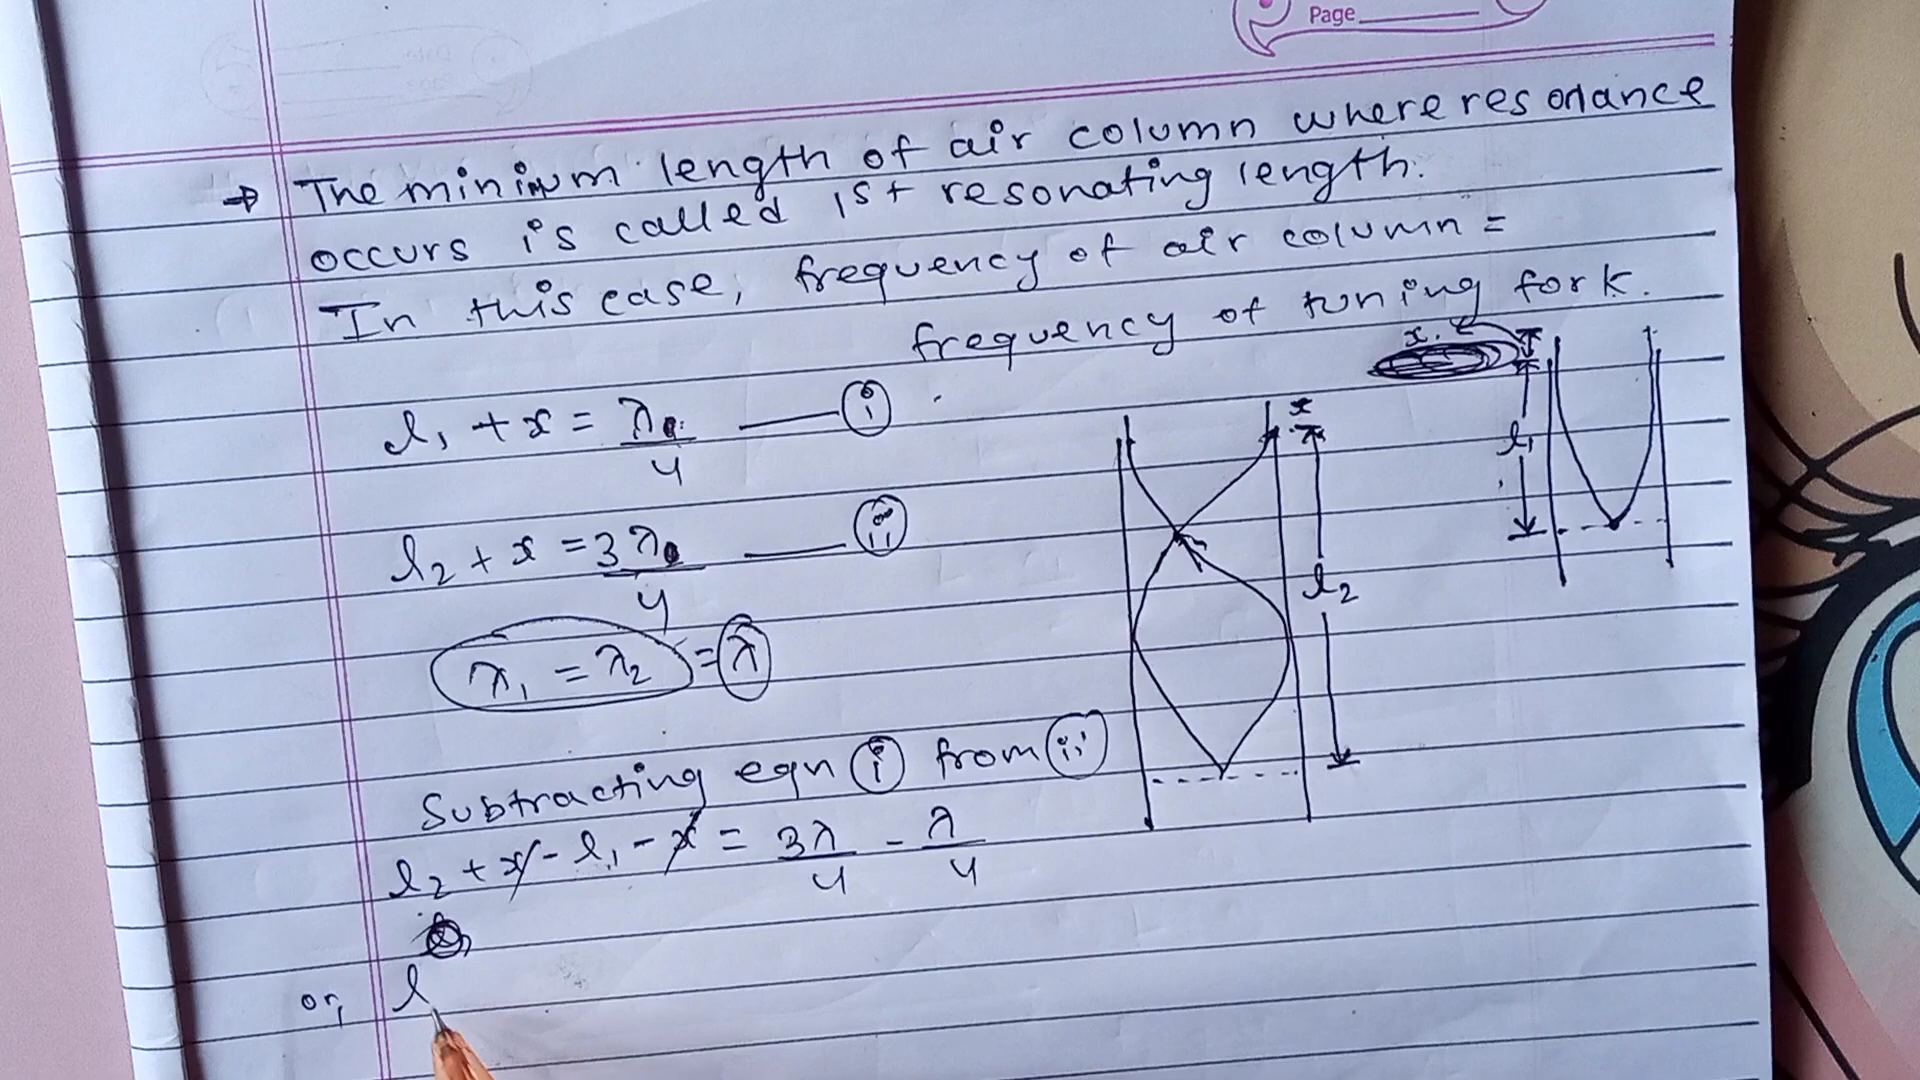 Page
→ The minimum length of air column where resonance
occurs is called 1st resonating length.
In this case, frequency of air column =
frequency of tuning fork.
l₁ + x = λ/4 —— (i)
l₂ + x = 3λ/4 —— (ii)
λ₁ = λ₂ = λ
Subtracting eqn (i) from (ii)
l₂ + x - l₁ - x = 3λ/4 - λ/4
or, l
x
l₂
x
l₁